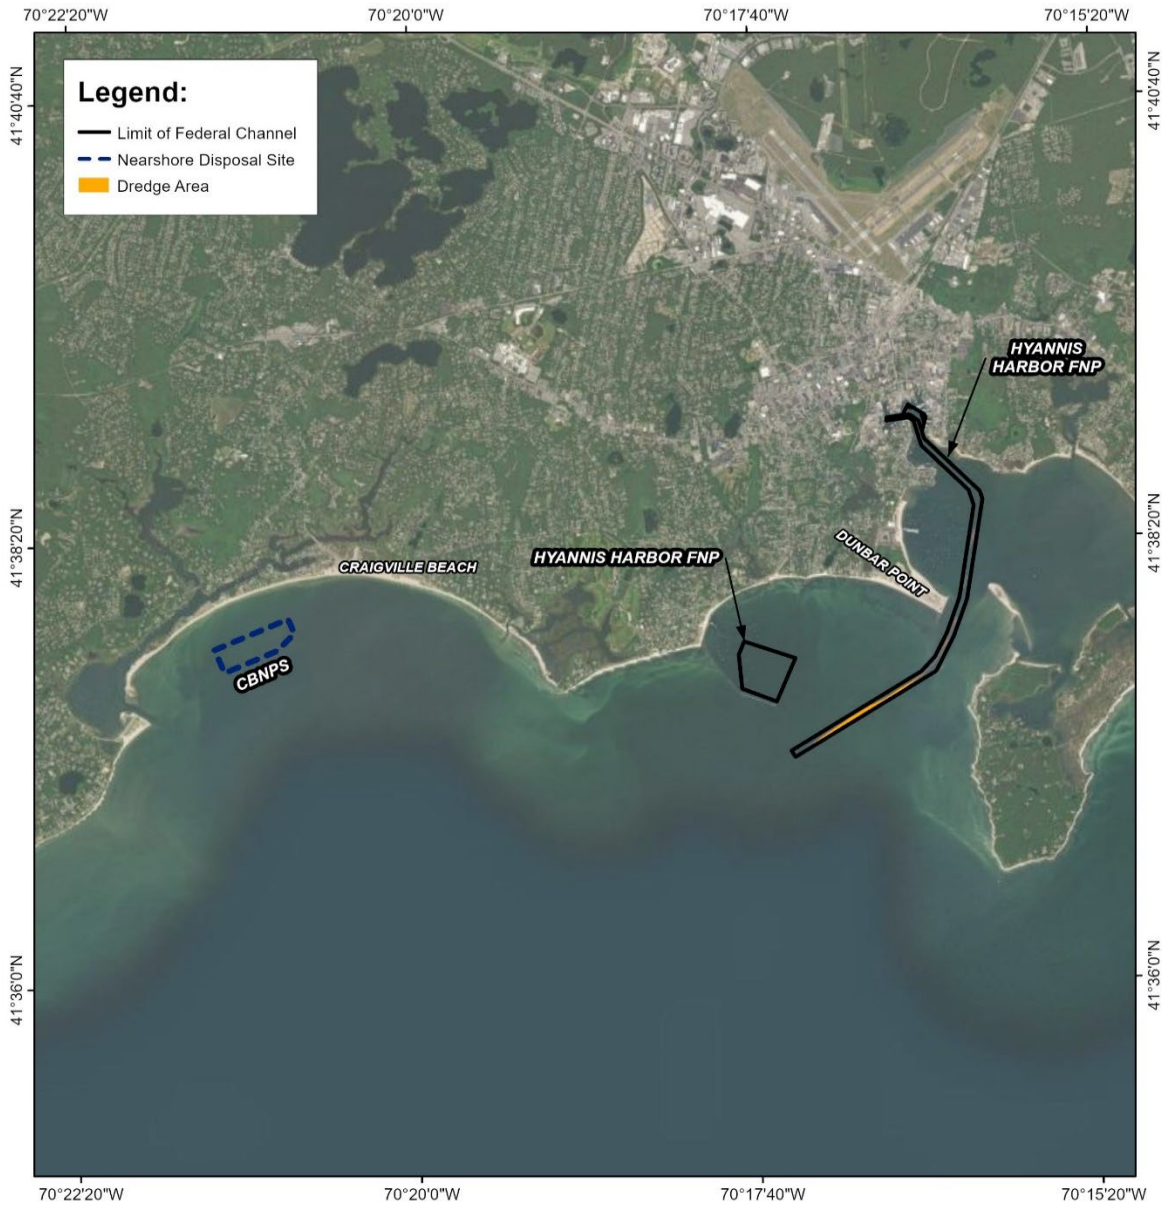 70°22'20"W
70°20'0"W
70°17'40"W
70°15'20"W
41°40'40"N
41°40'40"N
Legend:
Limit of Federal Channel
Nearshore Disposal Site
Dredge Area
HYANNIS
HARBOR FNP
41°38'20"N
41°38'20"N
DUNBAR POINT
HYANNIS HARBOR FNP
CRAIGVILLE BEACH
CBNPS
41°36'0"N
41°36'0"N
70°22'20"W
70°20'0"W
70°17'40"W
70°15'20"W